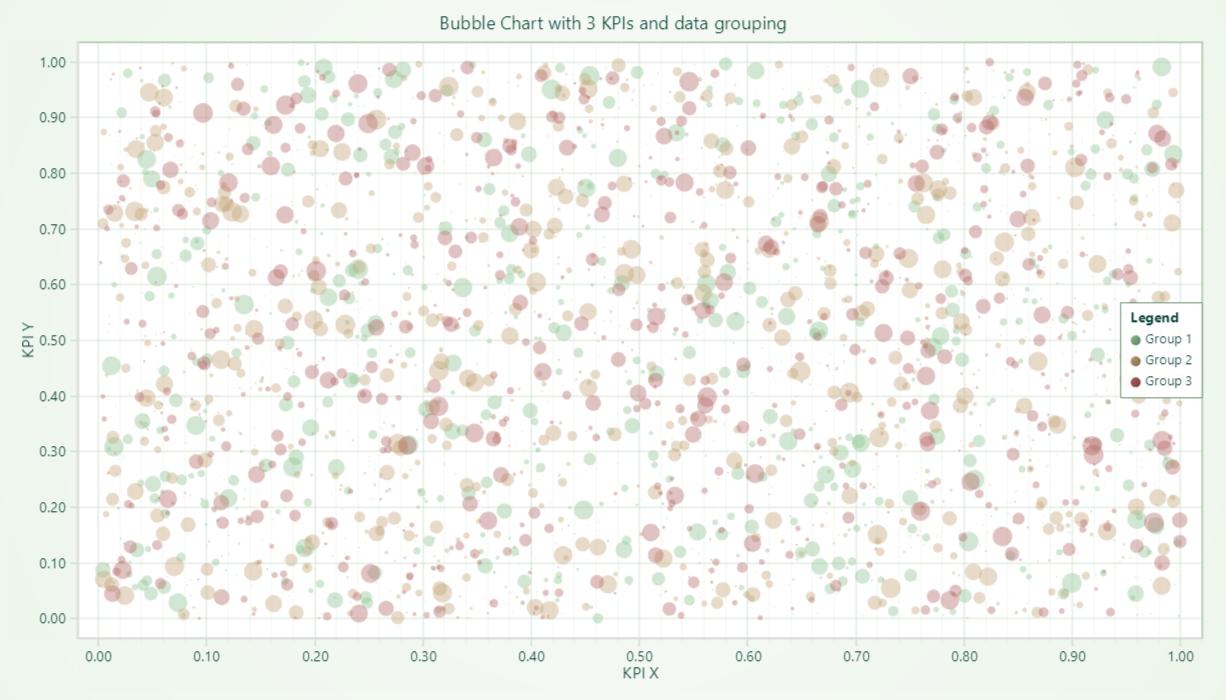 Bubble Chart with 3 KPIs and data grouping
KPI Y
1.00
0.90
0.80
0.70
0.60
0.50
0.40
0.30
0.20
0.10
0.00
Legend
Group 1
Group 2
Group 3
0.00 0.10 0.20 0.30 0.40 0.50 0.60 0.70 0.80 0.90 1.00
KPI X